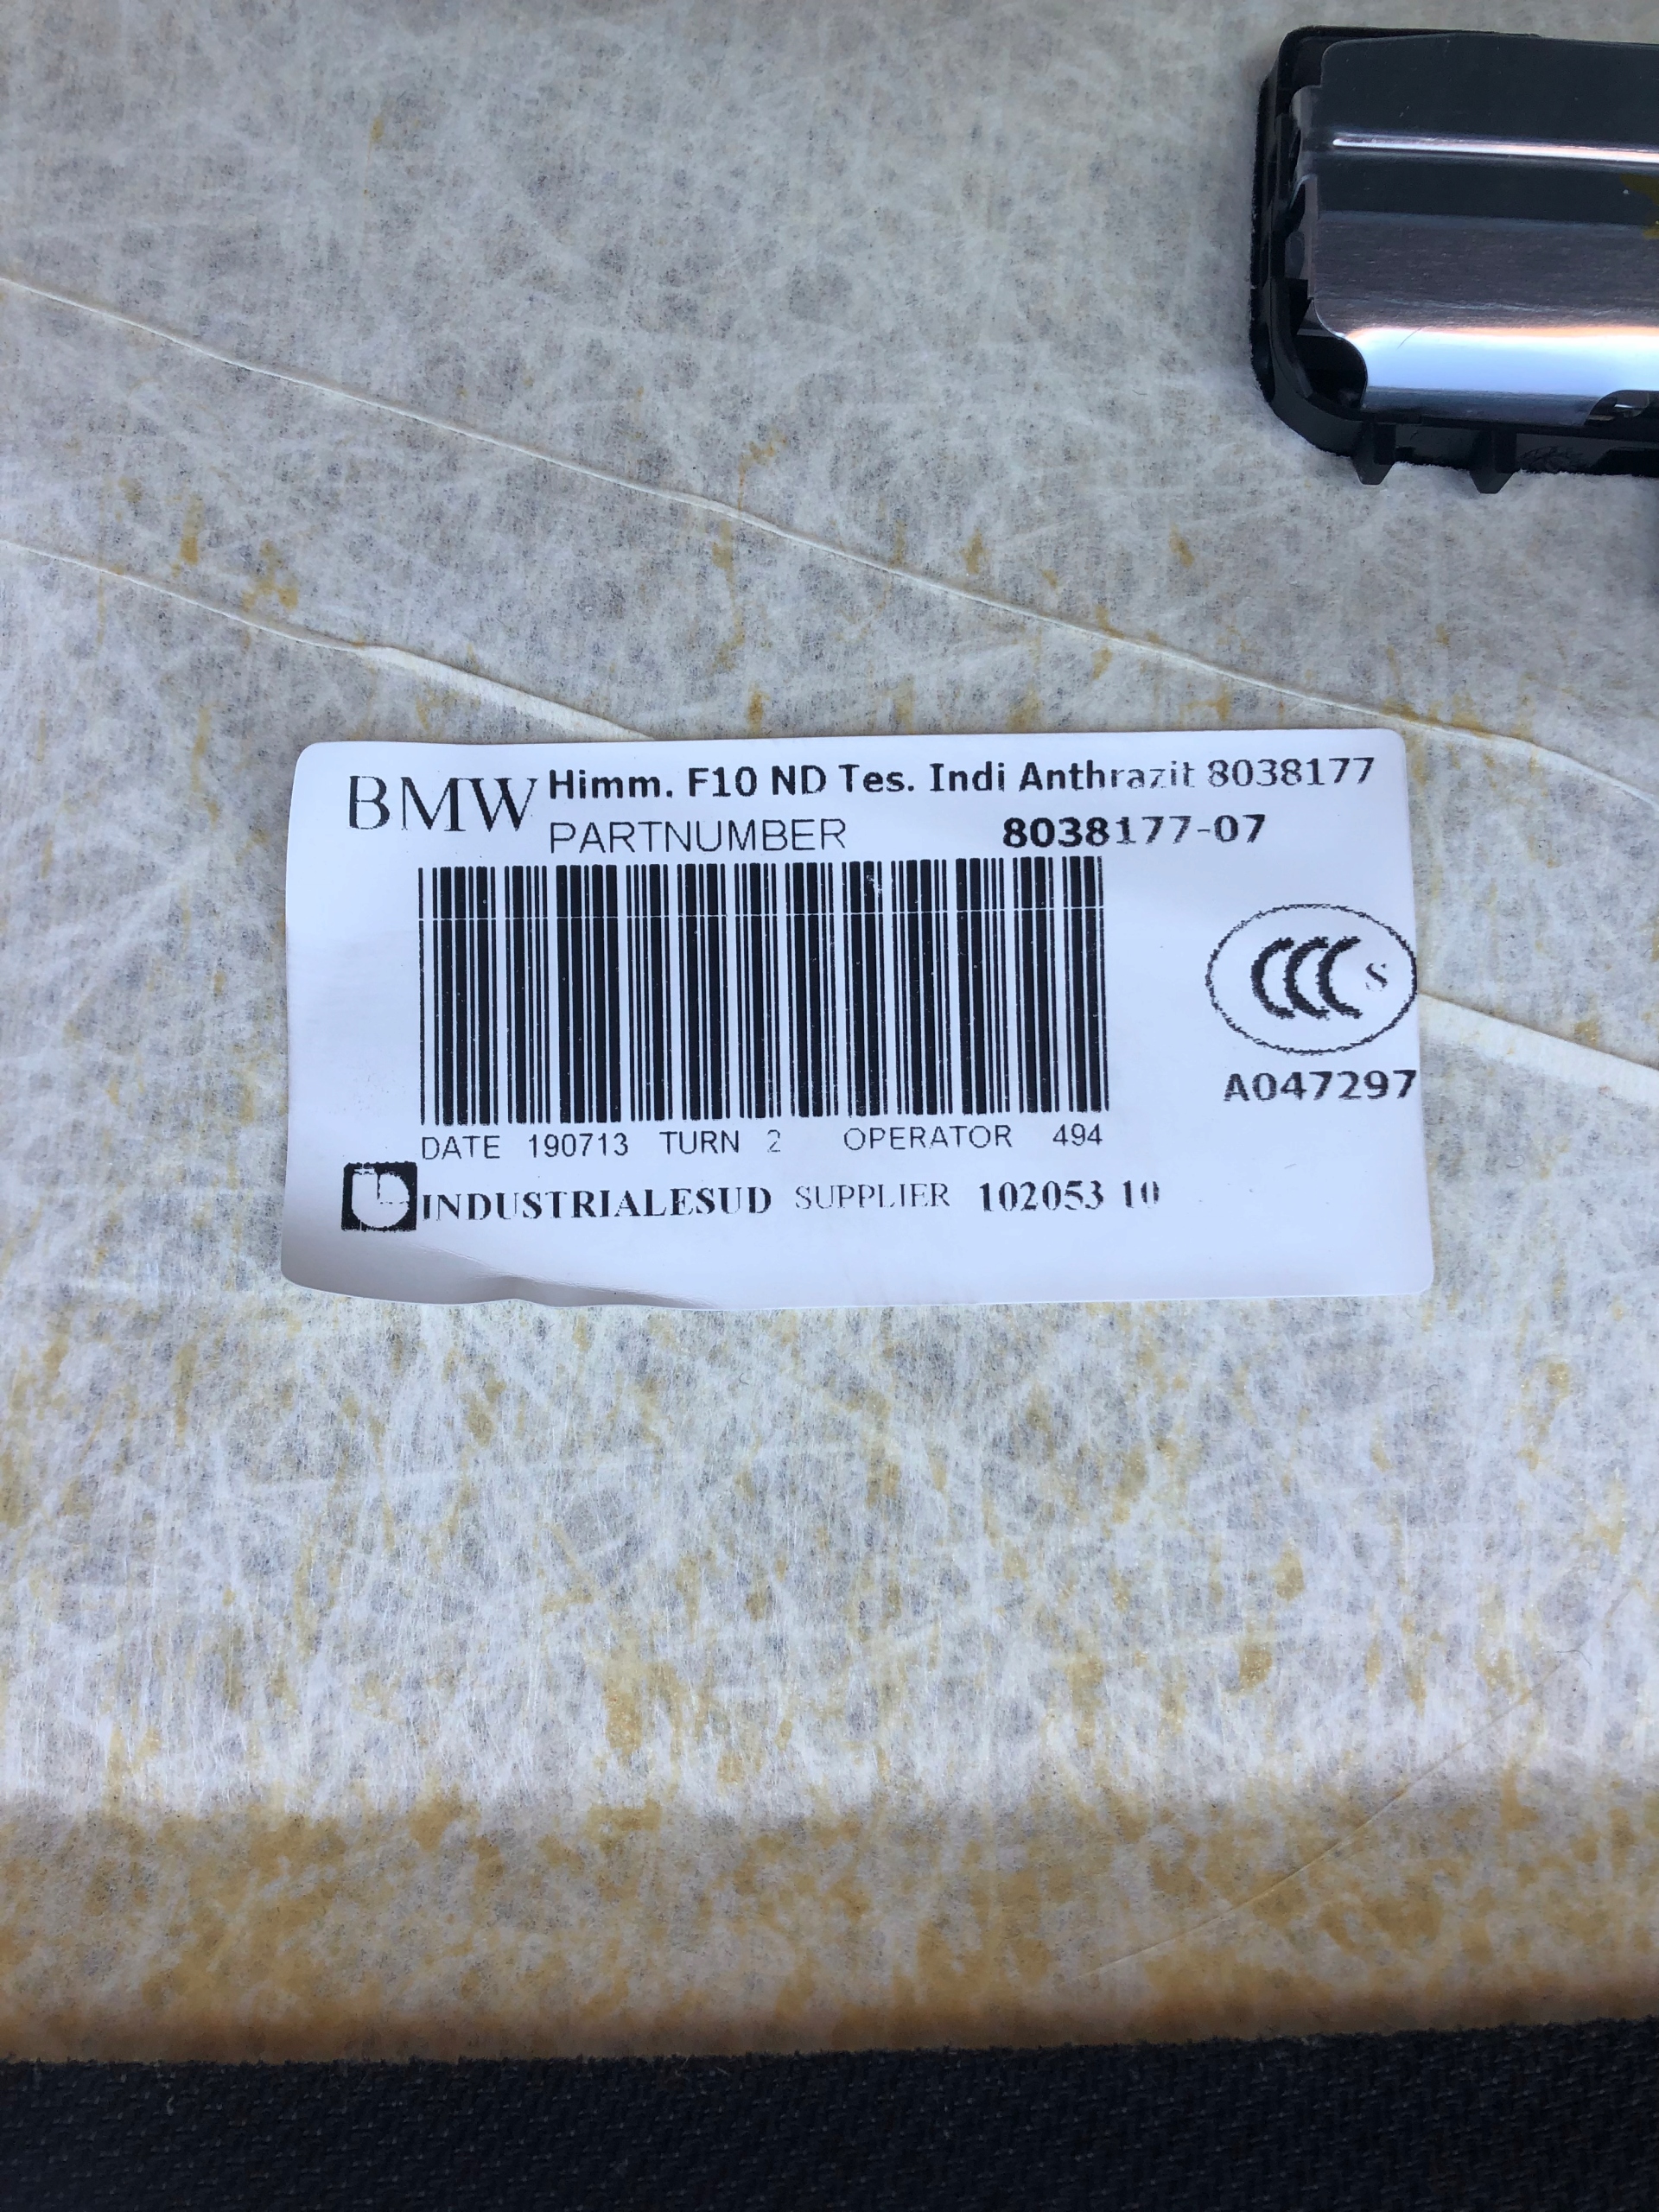 BMW Himm. F10 ND Tes. Indi Anthrazit 8038177
PARTNUMBER 8038177-07
CCC S
A047297
DATE 190713 TURN 2 OPERATOR 494
INDUSTRIALESUD SUPPLIER 102053 10